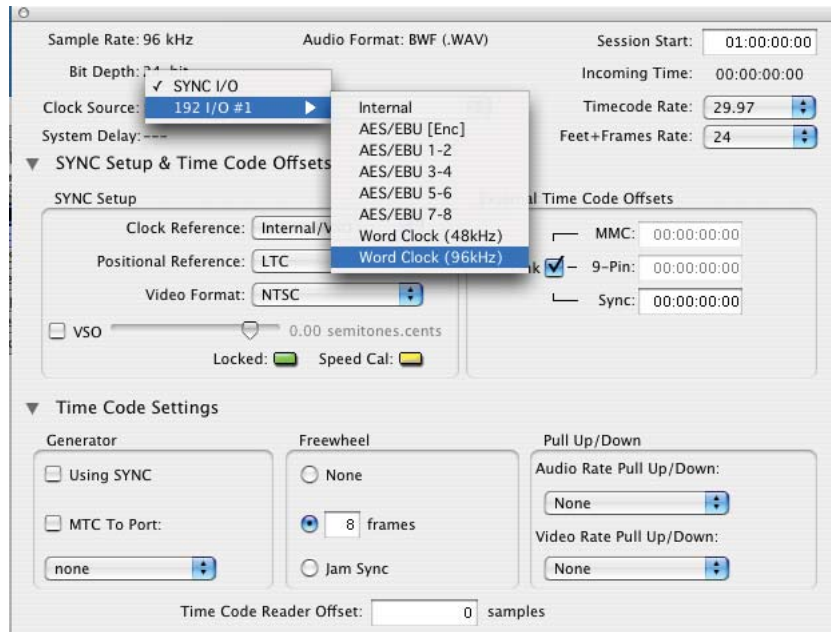 Sample Rate: 96 kHz
Audio Format: BWF (.WAV)
Session Start: 01:00:00:00
Bit Depth:
Incoming Time: 00:00:00:00
✓ SYNC I/O
Clock Source:
192 I/O #1
Internal
AES/EBU [Enc]
AES/EBU 1-2
AES/EBU 3-4
AES/EBU 5-6
AES/EBU 7-8
Word Clock (48kHz)
Word Clock (96kHz)
Timecode Rate: 29.97
System Delay: ---
Feet+Frames Rate: 24
SYNC Setup & Time Code Offsets
SYNC Setup
Time Code Offsets
Clock Reference:
Positional Reference: LTC
Video Format: NTSC
VSO 0.00 semitones.cents
Locked: Speed Cal:
MMC: 00:00:00:00
9-Pin: 00:00:00:00
Sync: 00:00:00:00
Time Code Settings
Generator
Using SYNC
MTC To Port:
none
Freewheel
None
8 frames
Jam Sync
Pull Up/Down
Audio Rate Pull Up/Down:
None
Video Rate Pull Up/Down:
None
Time Code Reader Offset: 0 samples